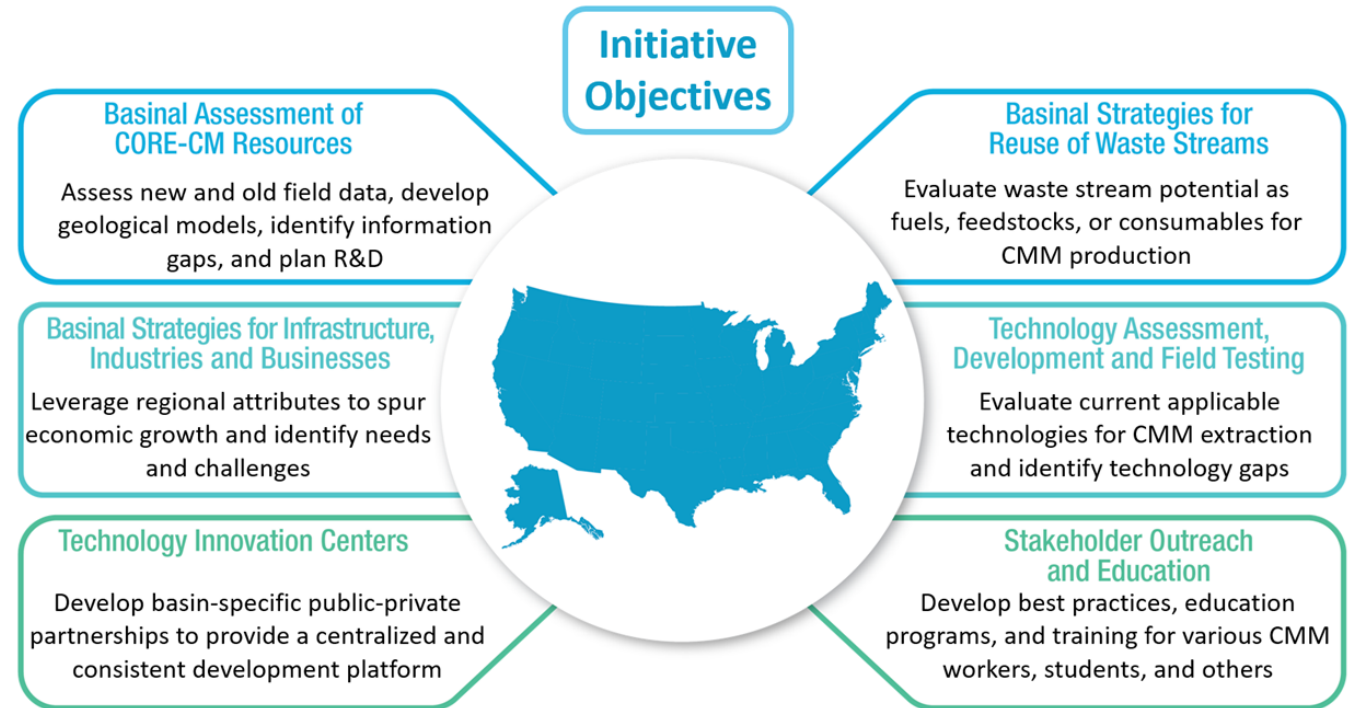 Initiative
Objectives
Basinal Assessment of
CORE-CM Resources
Assess new and old field data, develop
geological models, identify information
gaps, and plan R&D
Basinal Strategies for
Reuse of Waste Streams
Evaluate waste stream potential as
fuels, feedstocks, or consumables for
CMM production
Basinal Strategies for Infrastructure,
Industries and Businesses
Leverage regional attributes to spur
economic growth and identify needs
and challenges
Technology Assessment,
Development and Field Testing
Evaluate current applicable
technologies for CMM extraction
and identify technology gaps
Technology Innovation Centers
Develop basin-specific public-private
partnerships to provide a centralized and
consistent development platform
Stakeholder Outreach
and Education
Develop best practices, education
programs, and training for various CMM
workers, students, and others